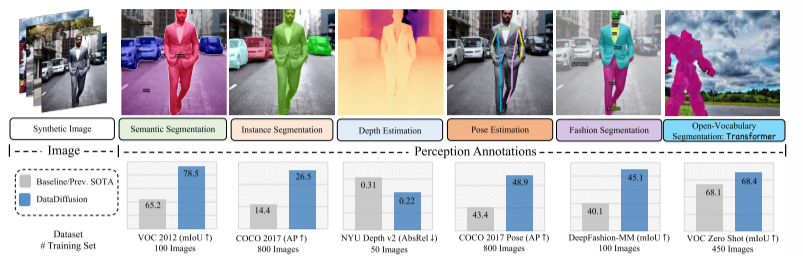 Synthetic Image
Semantic Segmentation
Instance Segmentation
Depth Estimation
Pose Estimation
Fashion Segmentation
Open-Vocabulary
Segmentation: Transformer
Image
Perception Annotations
Baseline/Prev. SOTA
DataDiffusion
Dataset
# Training Set
65.2
78.5
VOC 2012 (mIoU↑)
100 Images
14.4
26.5
COCO 2017 (AP↑)
800 Images
0.31
0.22
NYU Depth v2 (AbsRel↓)
50 Images
43.4
48.9
COCO 2017 Pose (AP↑)
800 Images
40.1
45.1
DeepFashion-MM (mIoU↑)
100 Images
68.1
68.4
VOC Zero Shot (mIoU↑)
450 Images